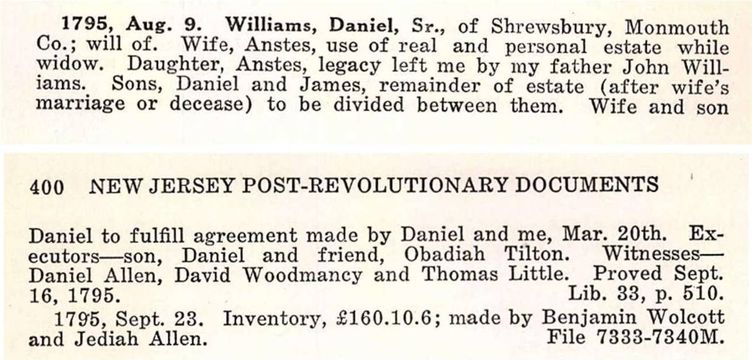 1795, Aug. 9. Williams, Daniel, Sr., of Shrewsbury, Monmouth
Co.; will of. Wife, Anstes, use of real and personal estate while
widow. Daughter, Anstes, legacy left me by my father John Will-
iams. Sons, Daniel and James, remainder of estate (after wife's
marriage or decease) to be divided between them. Wife and son
400 NEW JERSEY POST-REVOLUTIONARY DOCUMENTS
Daniel to fulfill agreement made by Daniel and me, Mar. 20th. Ex-
ecutors—son, Daniel and friend, Obadiah Tilton. Witnesses—
Daniel Allen, David Woodmancy and Thomas Little. Proved Sept.
16, 1795. Lib. 33, p. 510.
1795, Sept. 23. Inventory, £160.10.6; made by Benjamin Wolcott
and Jediah Allen. File 7333-7340M.